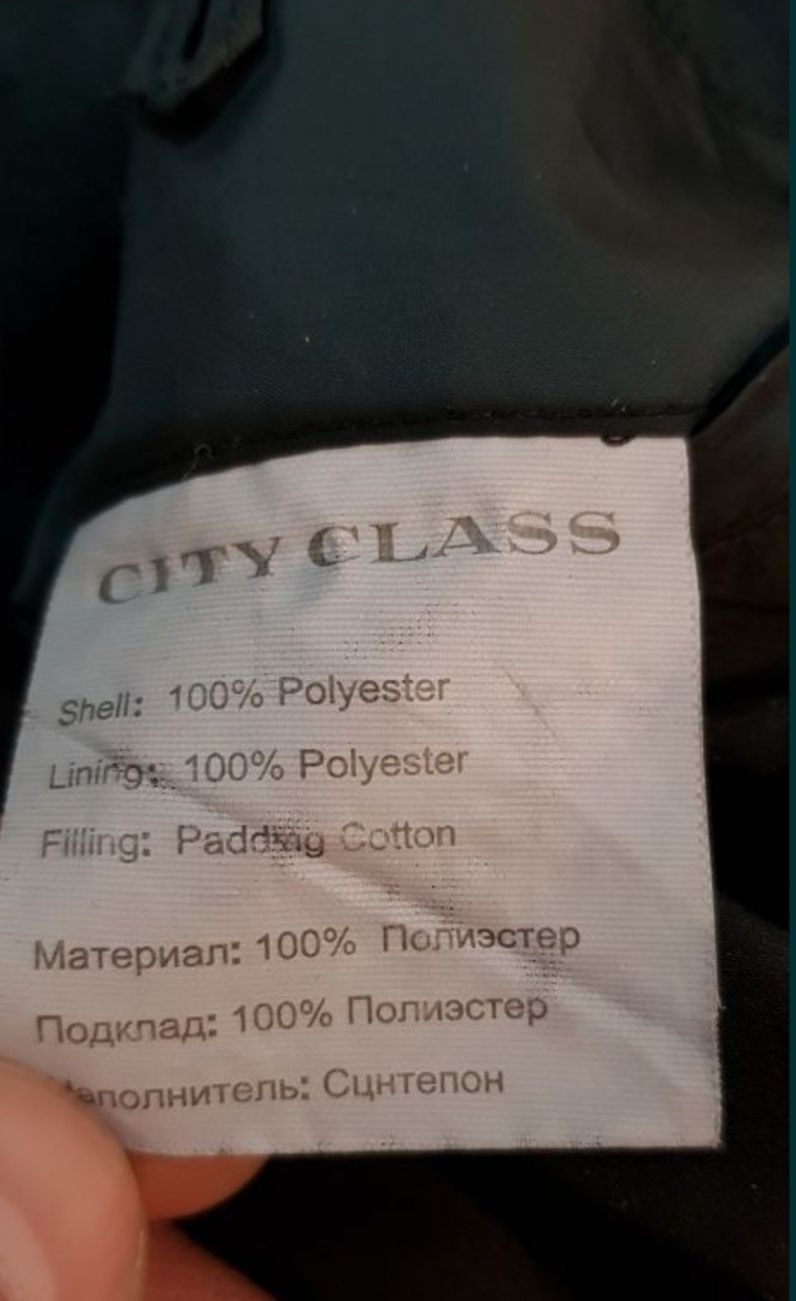 CITY CLASS
Shell: 100% Polyester
Lining: 100% Polyester
Filling: Padding Cotton
Материал: 100% Полиэстер
Подклад: 100% Полиэстер
аполнитель: Сцнтепон